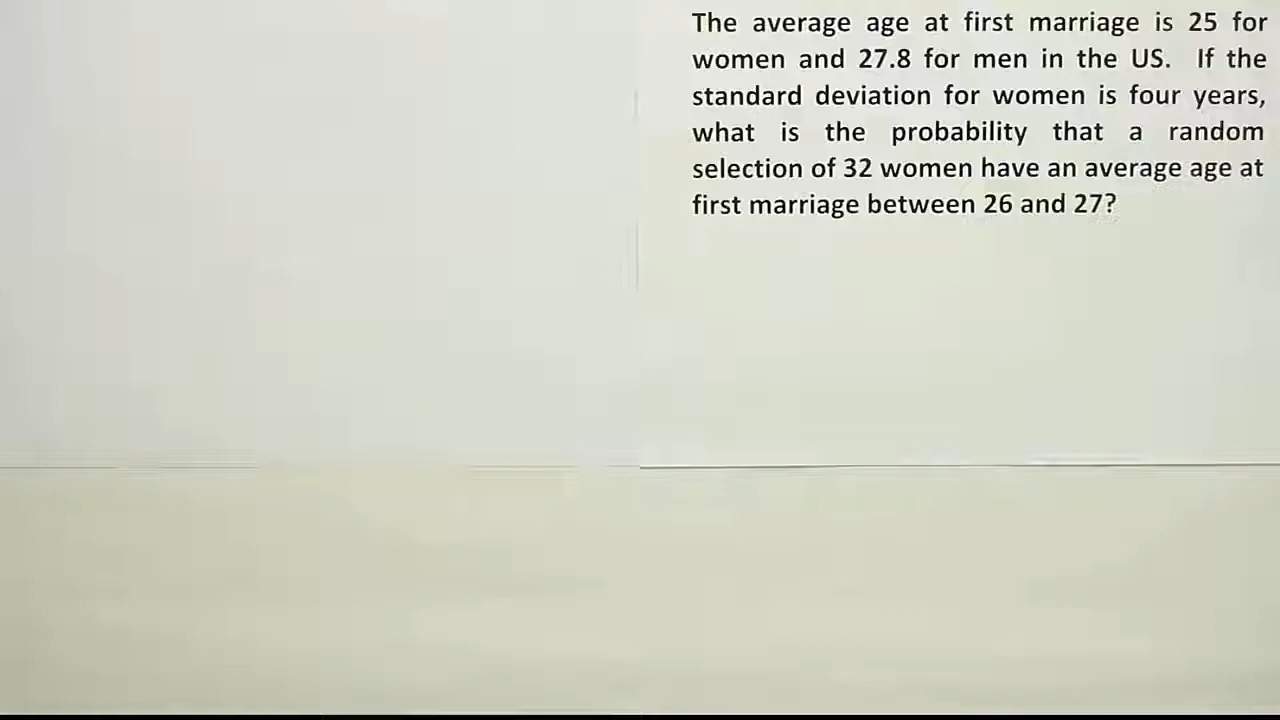 The average age at first marriage is 25 for
women and 27.8 for men in the US. If the
standard deviation for women is four years,
what is the probability that a random
selection of 32 women have an average age at
first marriage between 26 and 27?